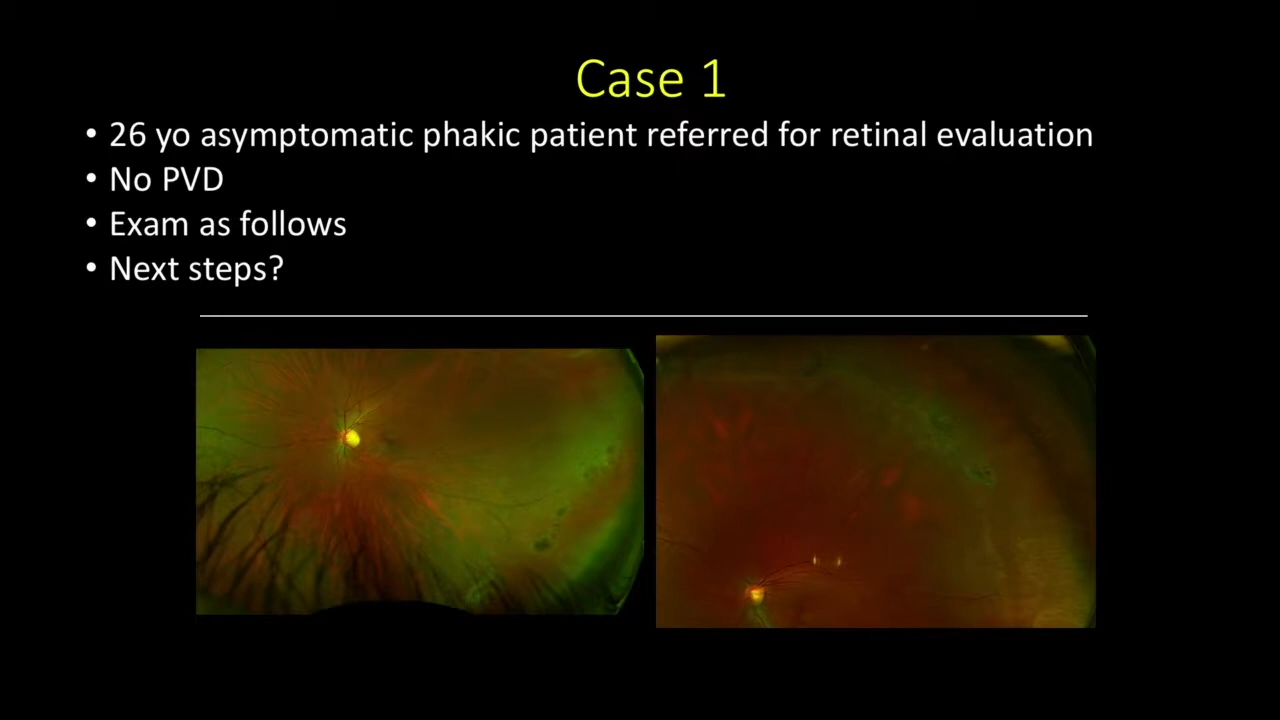 Case 1
• 26 yo asymptomatic phakic patient referred for retinal evaluation
• No PVD
• Exam as follows
• Next steps?